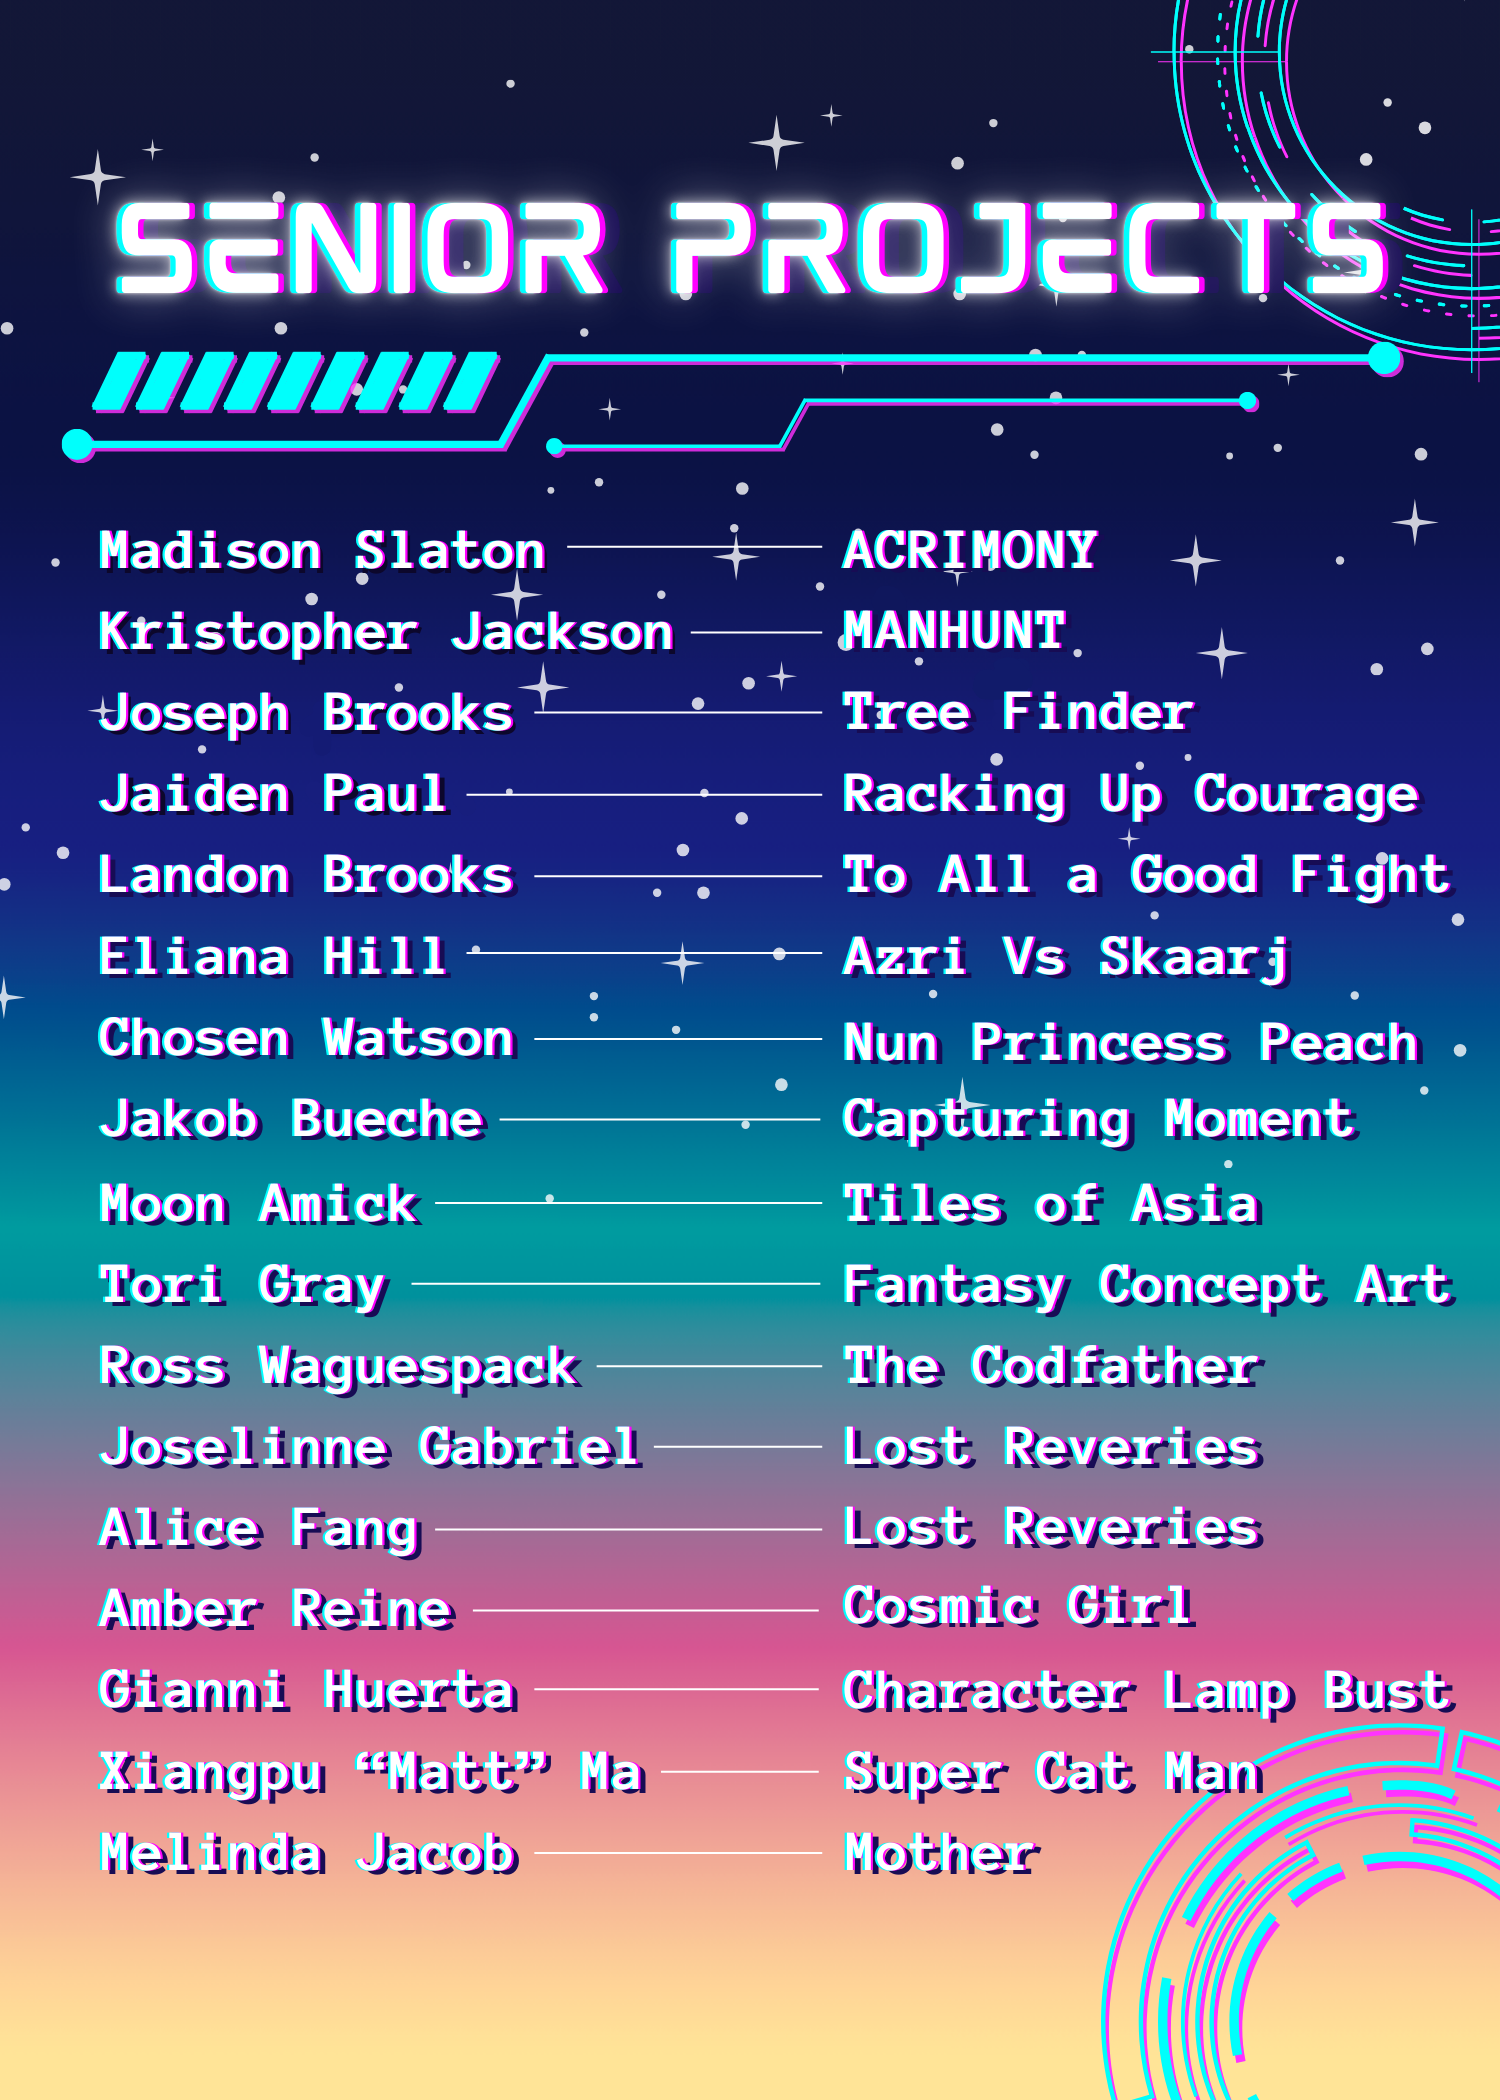 SENIOR PROJECTS
Madison Slaton ACRIMONY
Kristopher Jackson MANHUNT
Joseph Brooks Tree Finder
Jaiden Paul Racking Up Courage
Landon Brooks To All a Good Fight
Eliana Hill Azri Vs Skaarj
Chosen Watson Nun Princess Peach
Jakob Bueche Capturing Moment
Moon Amick Tiles of Asia
Tori Gray Fantasy Concept Art
Ross Waguespack The Codfather
Joselinne Gabriel Lost Reveries
Alice Fang Lost Reveries
Amber Reine Cosmic Girl
Gianni Huerta Character Lamp Bust
Xiangpu “Matt” Ma Super Cat Man
Melinda Jacob Mother